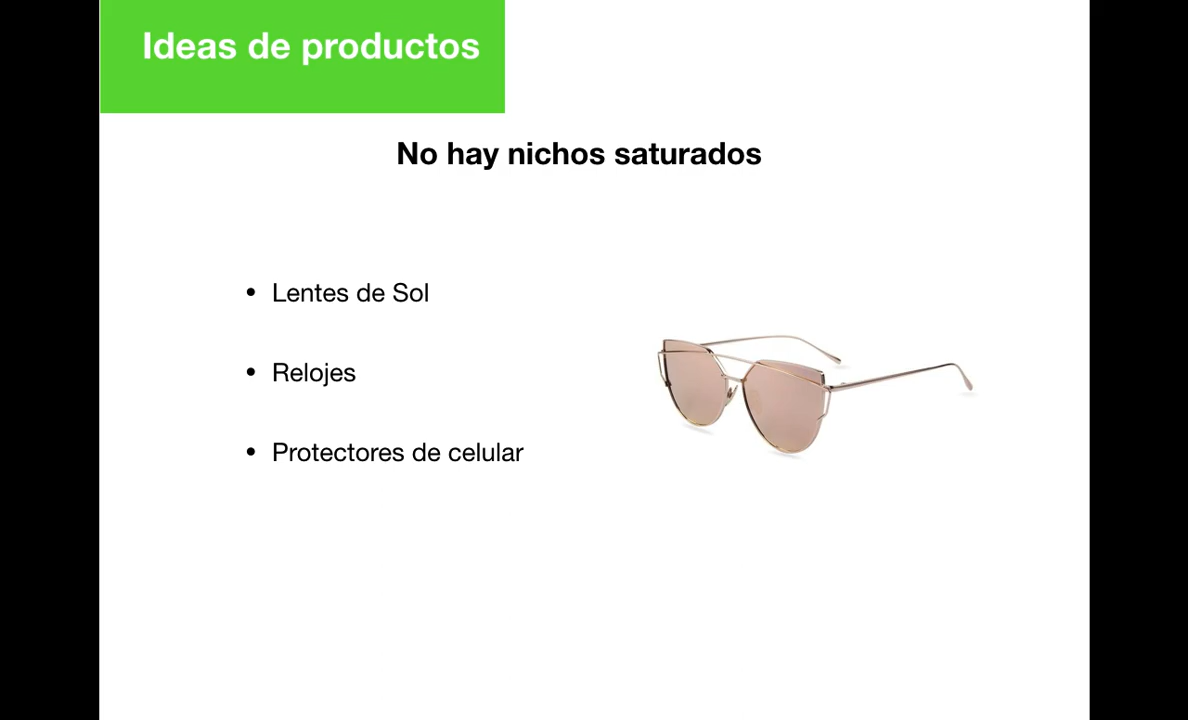 Ideas de productos
No hay nichos saturados
• Lentes de Sol
• Relojes
• Protectores de celular